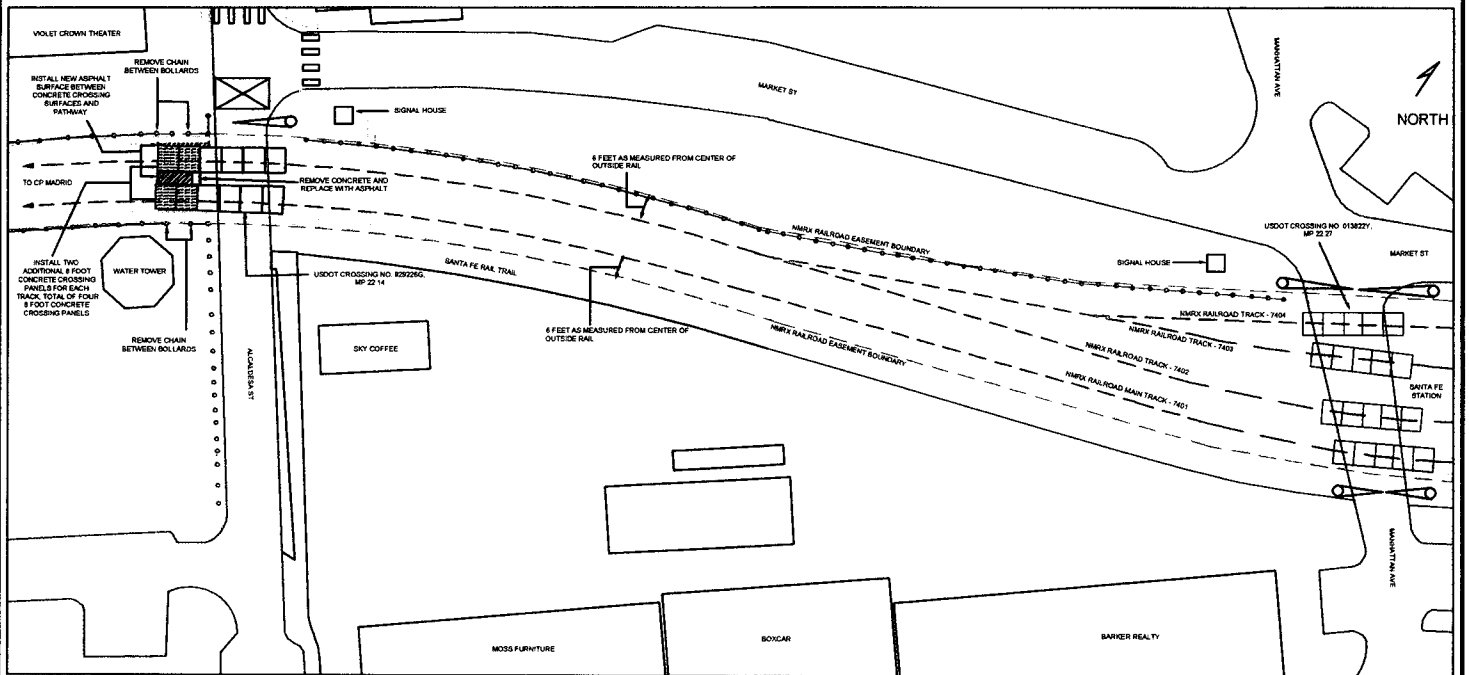 VIOLET CROWN THEATER
REMOVE CHAIN
BETWEEN BOLLARDS
INSTALL NEW ASPHALT
SURFACE BETWEEN
CONCRETE CROSSING
SURFACES AND
PATHWAY
SIGNAL HOUSE
MARKET ST
MANHATTAN AVE
NORTH
TO CP MADRID
REMOVE CONCRETE AND
REPLACE WITH ASPHALT
6 FEET AS MEASURED FROM CENTER OF
OUTSIDE RAIL
NMRX RAILROAD EASEMENT BOUNDARY
USDOT CROSSING NO. 013822Y,
MP 22.27
SIGNAL HOUSE
MARKET ST
INSTALL TWO
ADDITIONAL 8 FOOT
CONCRETE CROSSING
PANELS FOR EACH
TRACK, TOTAL OF FOUR
8 FOOT CONCRETE
CROSSING PANELS
WATER TOWER
SANTA FE RAIL TRAIL
USDOT CROSSING NO.
MP 22.14
6 FEET AS MEASURED FROM CENTER OF
OUTSIDE RAIL
NMRX RAILROAD EASEMENT BOUNDARY
NMRX RAILROAD TRACK - 7404
NMRX RAILROAD TRACK - 7403
NMRX RAILROAD TRACK - 7402
NMRX RAILROAD MAIN TRACK - 7401
SANTA FE
STATION
REMOVE CHAIN
BETWEEN BOLLARDS
ALCALDESA ST
SKY COFFEE
MANHATTAN AVE
MOSS FURNITURE
BOXCAR
BARKER REALTY